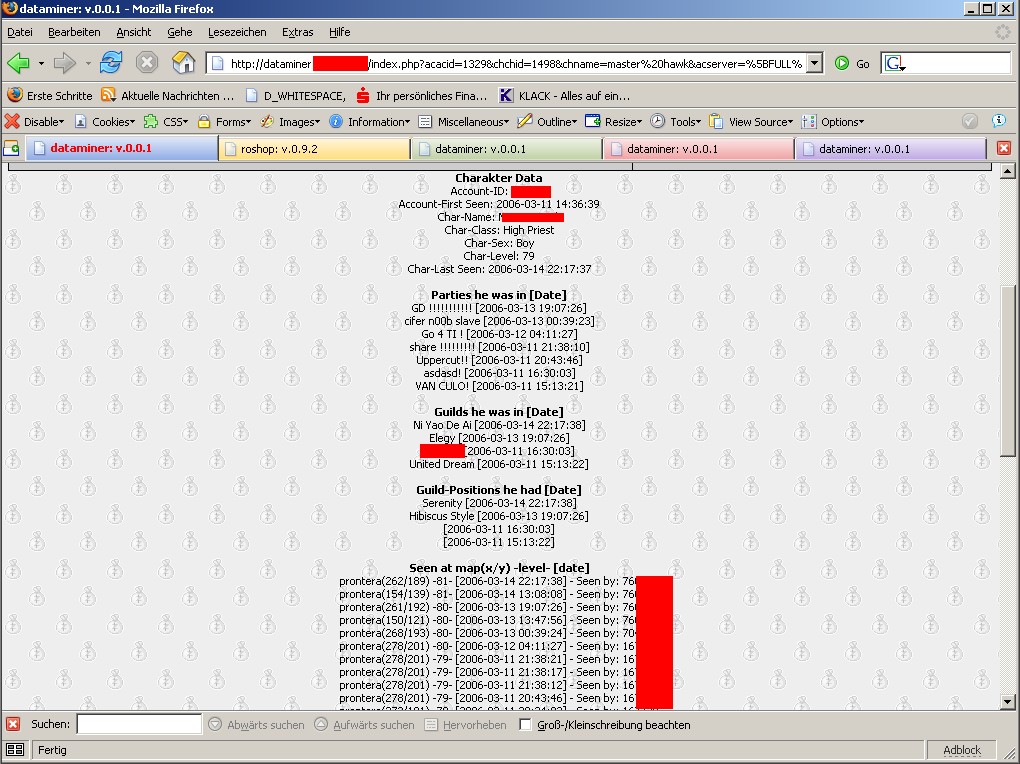 dataminer: v.0.0.1 - Mozilla Firefox
Datei Bearbeiten Ansicht Gehe Lesezeichen Extras Hilfe
http://dataminer /index.php?acacid=1329&chchid=1498&chname=master%20hawk&acserver=%5BFULL% Go G
Erste Schritte Aktuelle Nachrichten ... D_WHITESPACE, Ihr persönliches Fina... KLACK - Alles auf ein...
Disable Cookies CSS Forms Images Information Miscellaneous Outline Resize Tools View Source Options
dataminer: v.0.0.1 roshop: v.0.9.2 dataminer: v.0.0.1 dataminer: v.0.0.1 dataminer: v.0.0.1
Charakter Data
Account-ID:
Account-First Seen: 2006-03-11 14:36:39
Char-Name:
Char-Class: High Priest
Char-Sex: Boy
Char-Level: 79
Char-Last Seen: 2006-03-14 22:17:37
Parties he was in [Date]
GD !!!!!!!!!!! [2006-03-13 19:07:26]
cifer n00b slave [2006-03-13 00:39:23]
Go 4 TI ! [2006-03-12 04:11:27]
share !!!!!!!!! [2006-03-11 21:38:10]
Uppercut!! [2006-03-11 20:43:46]
asdasd! [2006-03-11 16:30:03]
VAN CULO! [2006-03-11 15:13:21]
Guilds he was in [Date]
Ni Yao De Ai [2006-03-14 22:17:38]
Elegy [2006-03-13 19:07:26]
[2006-03-11 16:30:03]
United Dream [2006-03-11 15:13:22]
Guild-Positions he had [Date]
Serenity [2006-03-14 22:17:38]
Hibiscus Style [2006-03-13 19:07:26]
[2006-03-11 16:30:03]
[2006-03-11 15:13:22]
Seen at map(x/y) -level- [date]
prontera(262/189) -81- [2006-03-14 22:17:38] - Seen by: 76
prontera(154/139) -81- [2006-03-14 13:08:08] - Seen by: 76
prontera(261/192) -80- [2006-03-13 19:07:26] - Seen by: 76
prontera(150/121) -80- [2006-03-13 13:47:56] - Seen by: 76
prontera(268/193) -80- [2006-03-13 00:39:24] - Seen by: 70
prontera(278/201) -80- [2006-03-12 04:11:27] - Seen by: 16
prontera(278/201) -79- [2006-03-11 21:38:21] - Seen by: 16
prontera(278/201) -79- [2006-03-11 21:38:17] - Seen by: 16
prontera(278/201) -79- [2006-03-11 21:38:12] - Seen by: 16
prontera(278/201) -79- [2006-03-11 20:43:46] - Seen by: 16
Suchen: Abwärts suchen Aufwärts suchen Hervorheben Groß-/Kleinschreibung beachten
Fertig Adblock